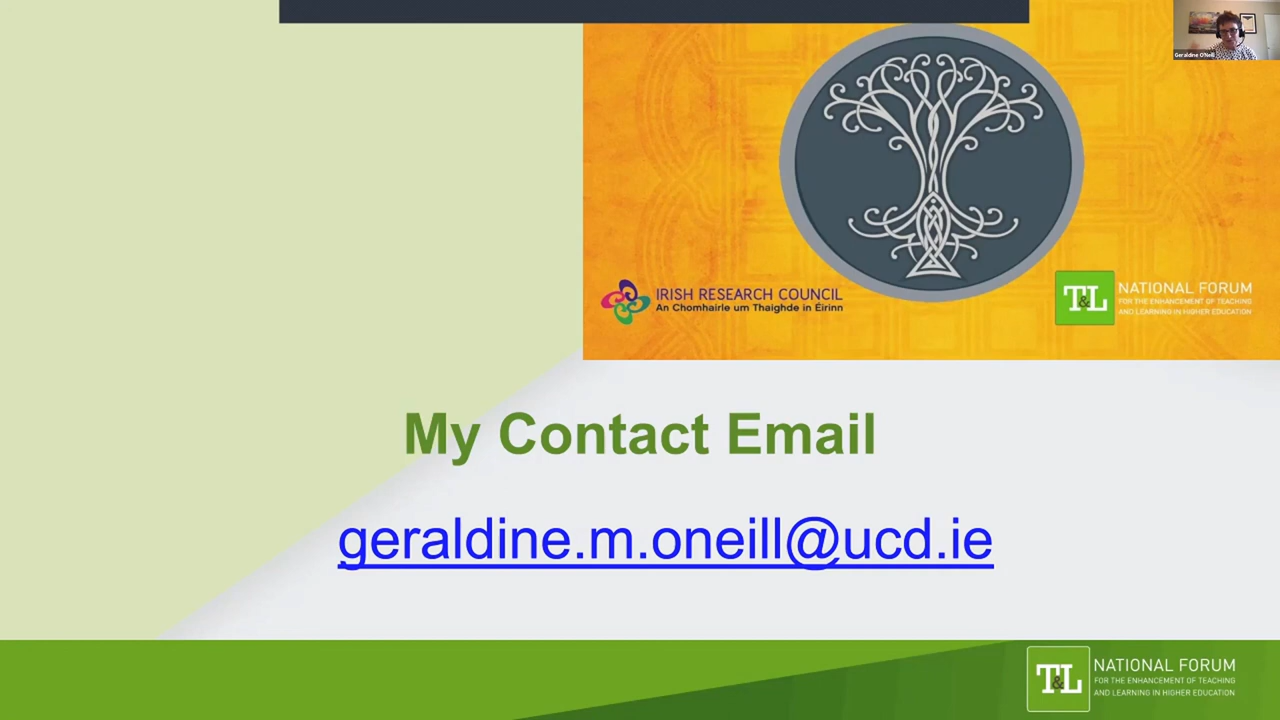 Geraldine ONeill
IRISH RESEARCH COUNCIL
An Chomhairle um Thaighde in Éirinn
T&L
NATIONAL FORUM
FOR THE ENHANCEMENT OF TEACHING
AND LEARNING IN HIGHER EDUCATION
My Contact Email
geraldine.m.oneill@ucd.ie
T&L
NATIONAL FORUM
FOR THE ENHANCEMENT OF TEACHING
AND LEARNING IN HIGHER EDUCATION